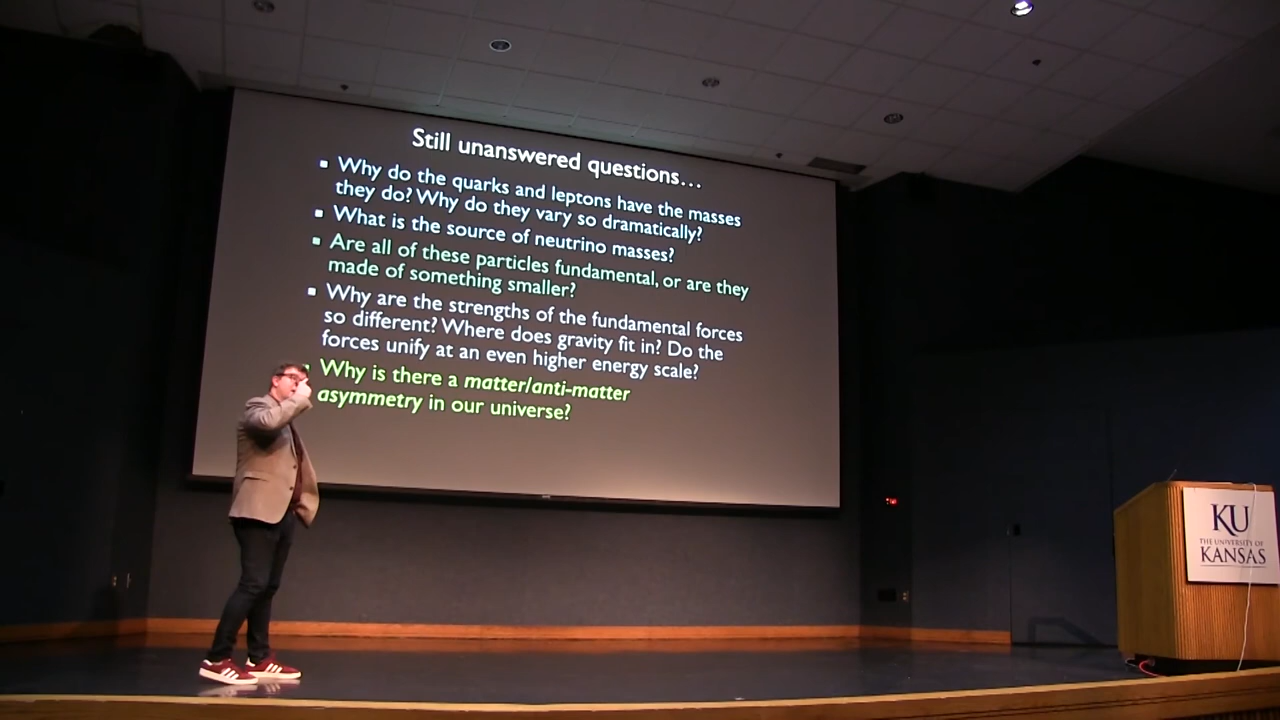 Still unanswered questions...
▪ Why do the quarks and leptons have the masses
they do? Why do they vary so dramatically?
▪ What is the source of neutrino masses?
▪ Are all of these particles fundamental, or are they
made of something smaller?
▪ Why are the strengths of the fundamental forces
so different? Where does gravity fit in? Do the
forces unify at an even higher energy scale?
Why is there a matter/anti-matter
asymmetry in our universe?
KU
THE UNIVERSITY OF
KANSAS